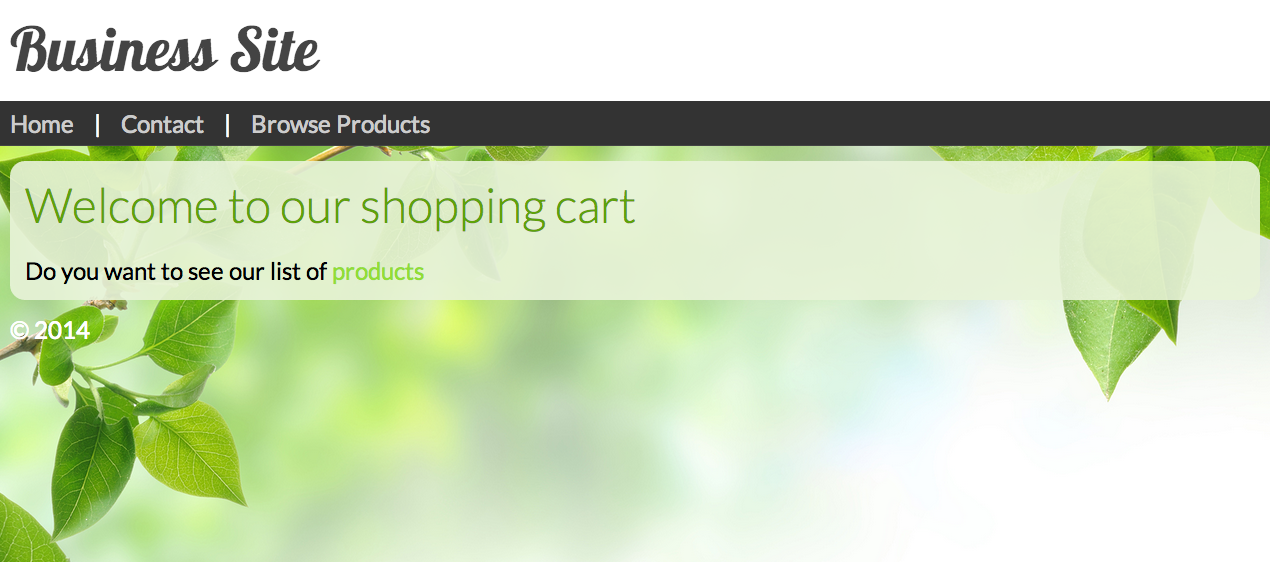 Business Site
Home | Contact | Browse Products
Welcome to our shopping cart
Do you want to see our list of products
© 2014